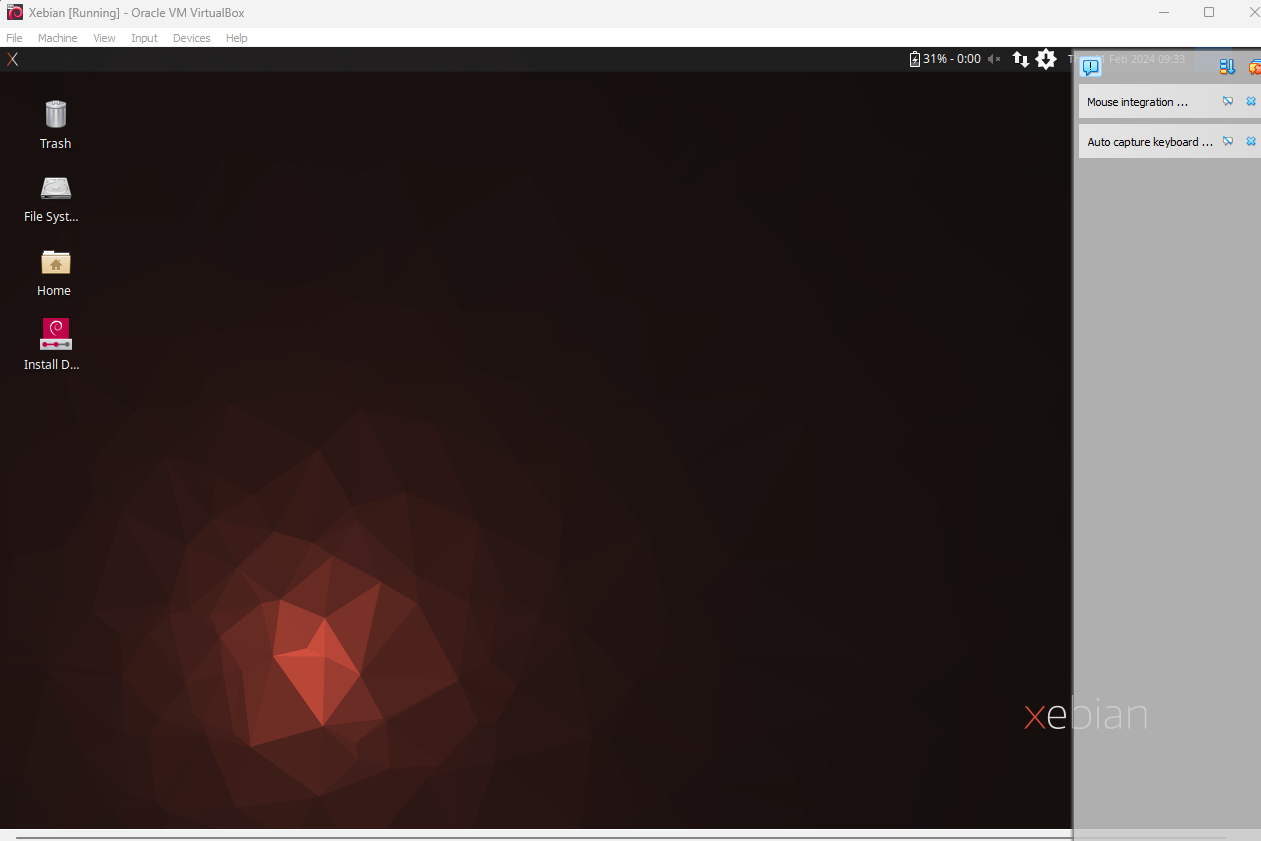 Xebian [Running] - Oracle VM VirtualBox
File Machine View Input Devices Help
31% - 0:00
Feb 2024 09:33
Mouse integration ...
Auto capture keyboard ...
Trash
File Syst...
Home
Install D...
xebian